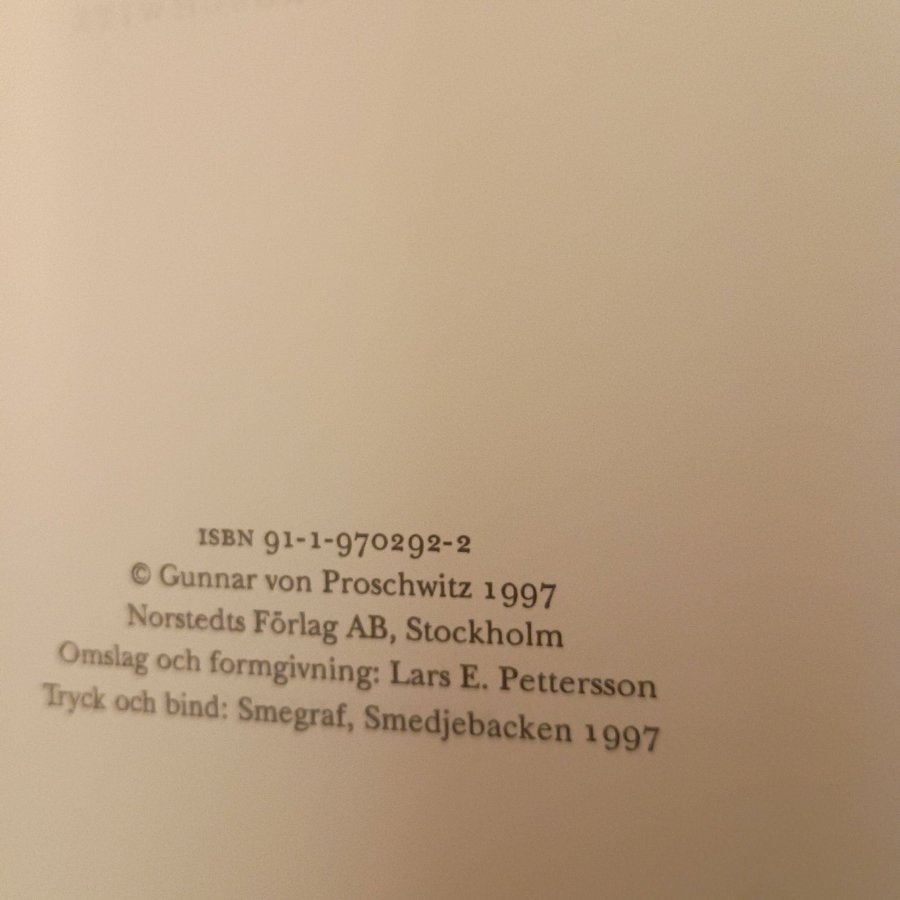 ISBN 91-1-970292-2
© Gunnar von Proschwitz 1997
Norstedts Förlag AB, Stockholm
Omslag och formgivning: Lars E. Pettersson
Tryck och bind: Smegraf, Smedjebacken 1997